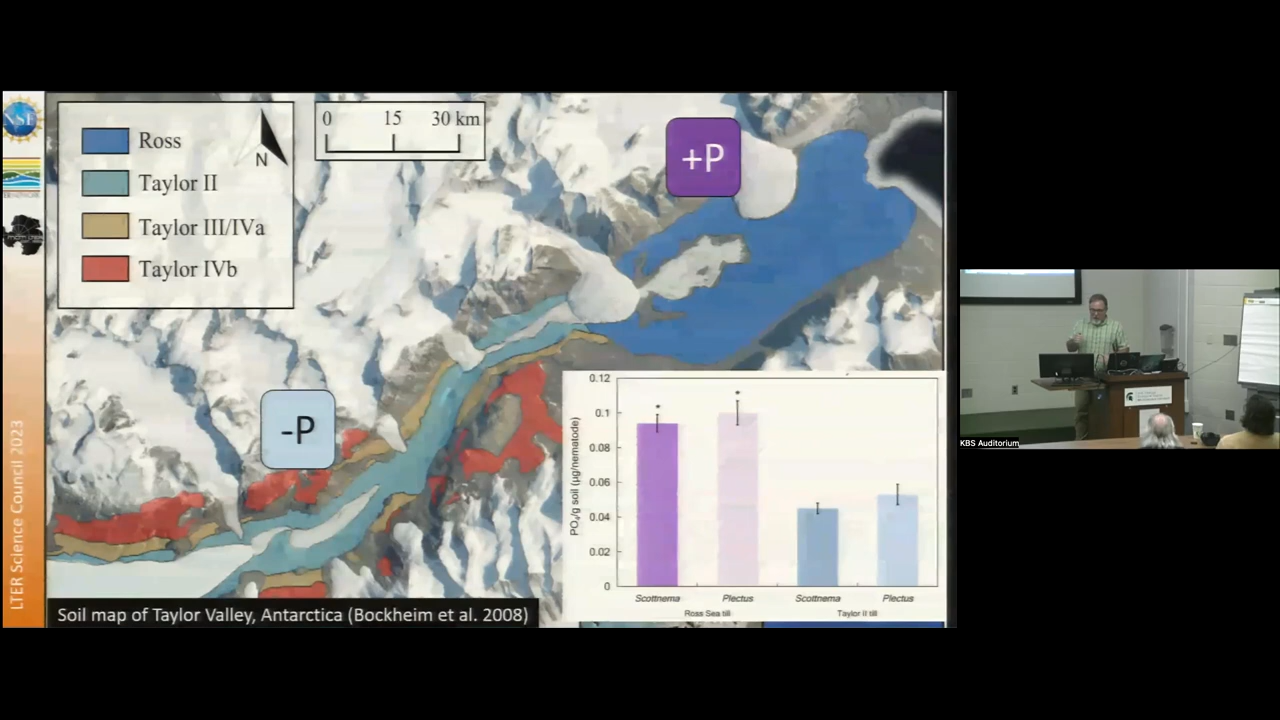 NSF
LTER Science Council 2023
Ross
Taylor II
Taylor III/IVa
Taylor IVb
N
0 15 30 km
+P
-P
Soil map of Taylor Valley, Antarctica (Bockheim et al. 2008)
PO₄/g soil (µg/nematode)
0.12
0.1
0.08
0.06
0.04
0.02
0
* *
Scottnema Plectus Scottnema Plectus
Ross Sea till Taylor II till
KBS Auditorium